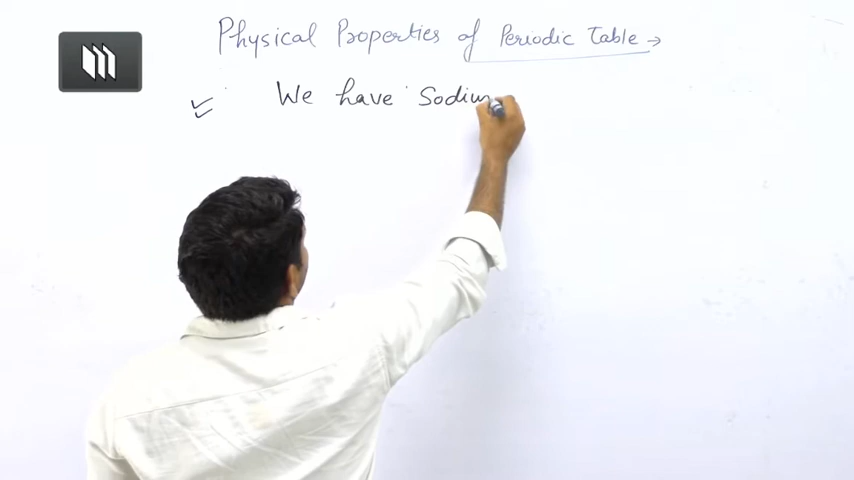 Physical Properties of Periodic Table →
We have Sodium